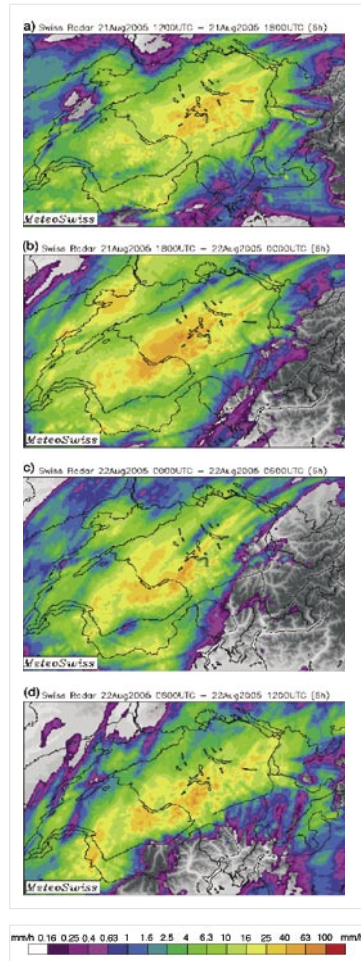 a) Swiss Radar 21Aug2005 1200UTC - 21Aug2005 1800UTC (6h)
MeteoSwiss
(b) Swiss Radar 21Aug2005 1800UTC - 22Aug2005 0000UTC (6h)
MeteoSwiss
c) Swiss Radar 22Aug2005 0000UTC - 22Aug2005 0600UTC (6h)
MeteoSwiss
(d) Swiss Radar 22Aug2005 0600UTC - 22Aug2005 1200UTC (6h)
MeteoSwiss
mm/h 0.16 0.25 0.4 0.63 1 1.6 2.5 4 6.3 10 16 25 40 63 100 mm/h